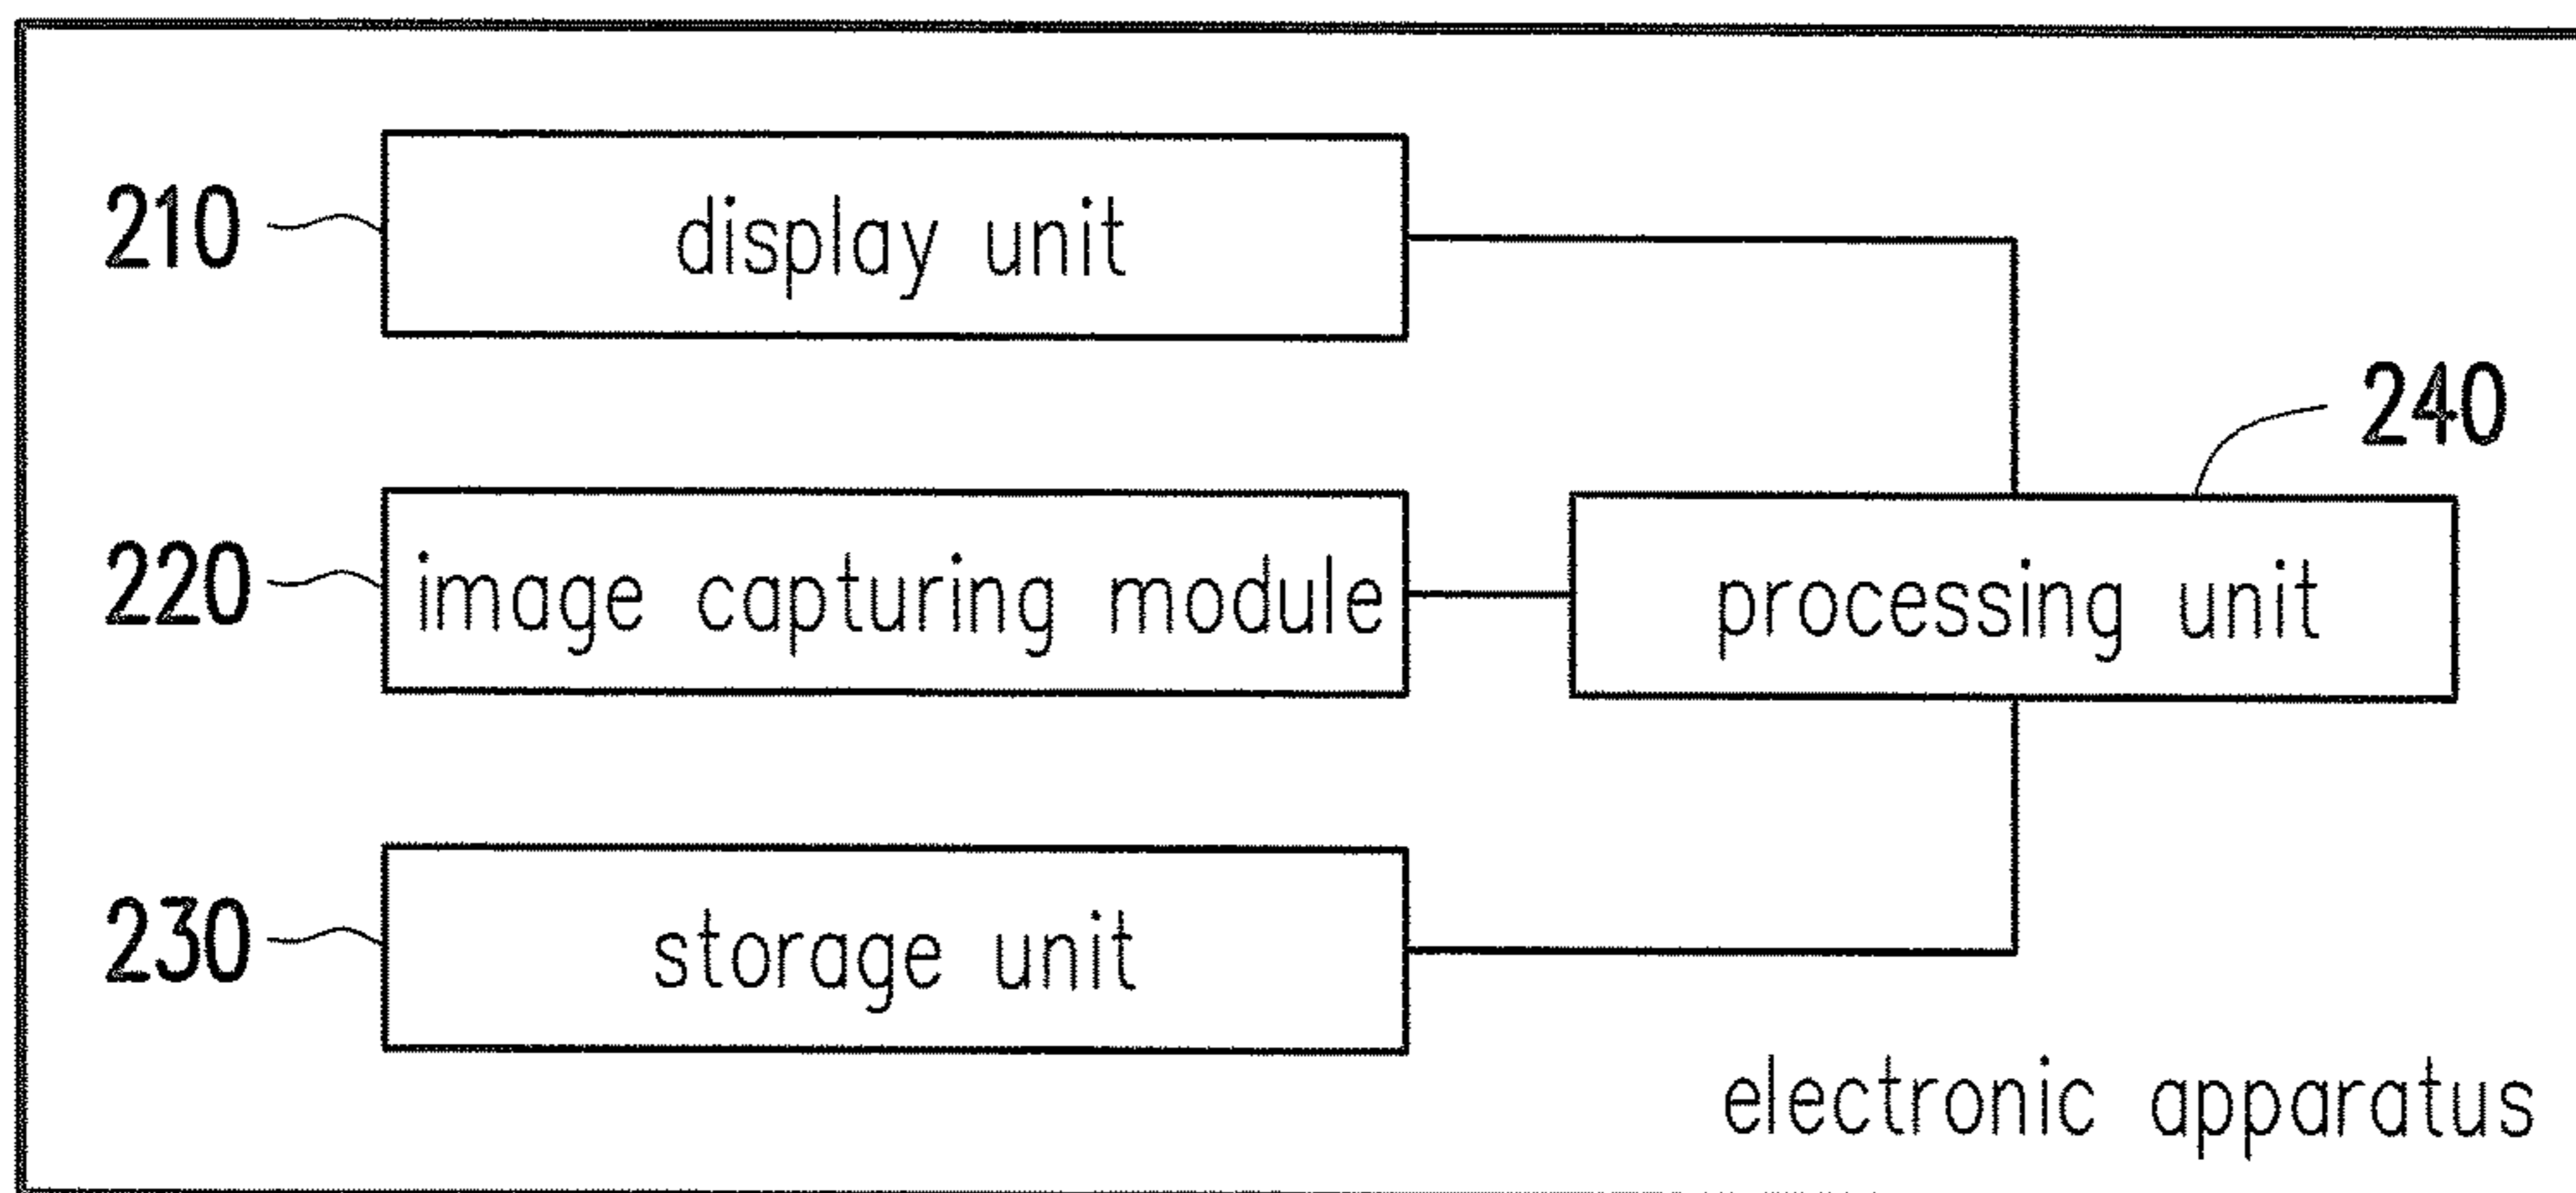 210
display unit
240
220
image capturing module
processing unit
230
storage unit
electronic apparatus